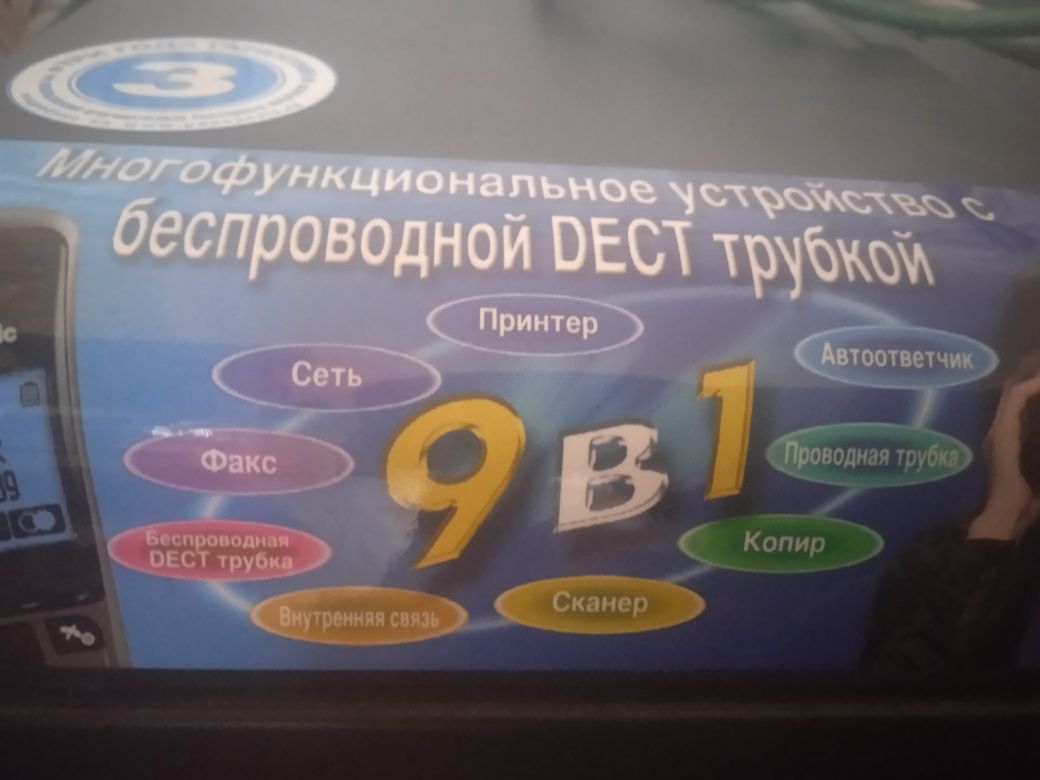 3
Многофункциональное устройство с
беспроводной DECT трубкой
Принтер
Автоответчик
Сеть
9 в 1
Факс
Проводная трубка
Беспроводная
DECT трубка
Копир
Внутренняя связь
Сканер